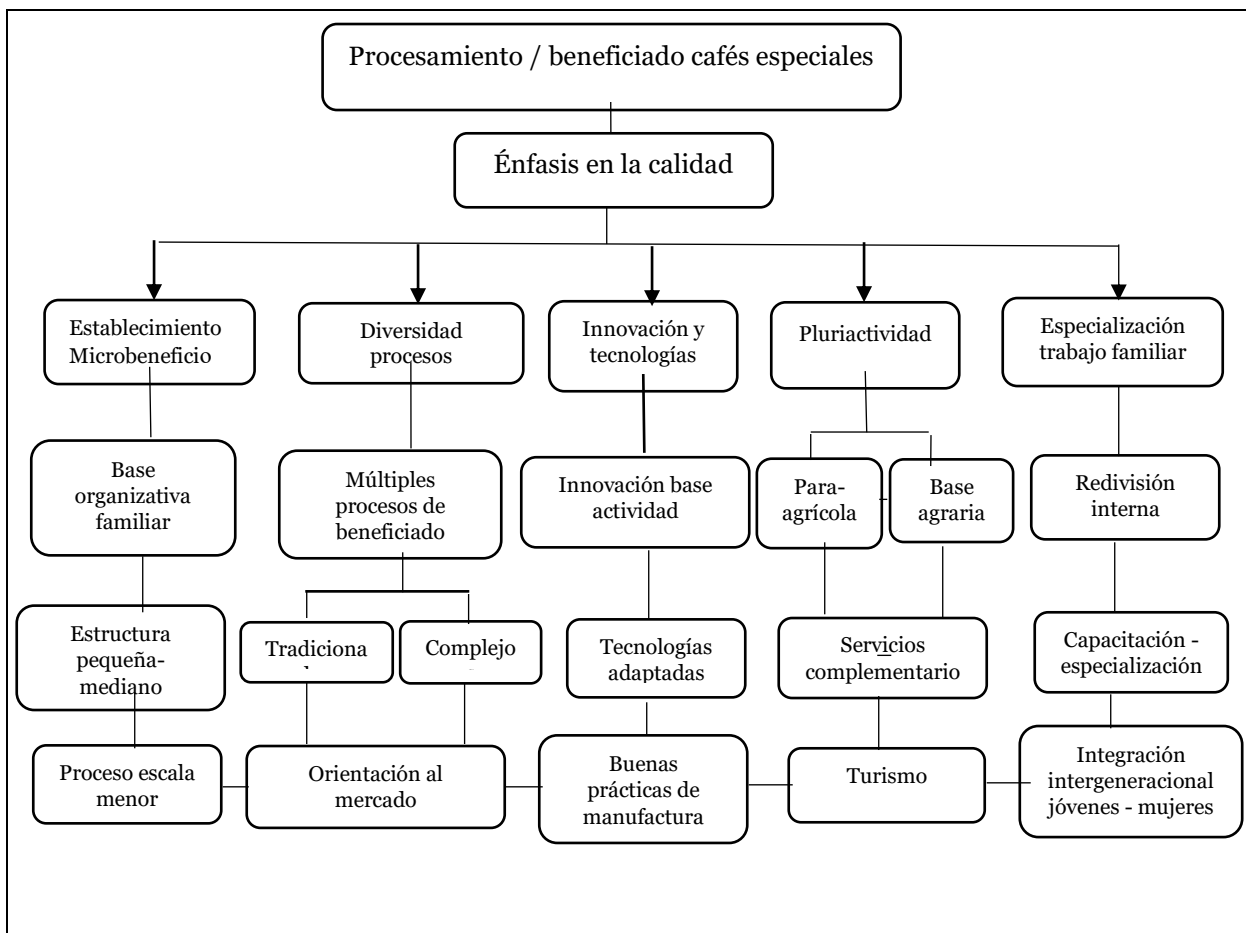 Procesamiento / beneficiado cafés especiales
Énfasis en la calidad
Establecimiento
Microbeneficio
Diversidad
procesos
Innovación y
tecnologías
Pluriactividad
Especialización
trabajo familiar
Base
organizativa
familiar
Múltiples
procesos de
beneficiado
Innovación base
actividad
Para-
agrícola
Base
agraria
Redivisión
interna
Estructura
pequeña-
mediano
Tradiciona
Complejo
Tecnologías
adaptadas
Servicios
complementario
Capacitación -
especialización
Proceso escala
menor
Orientación al
mercado
Buenas
prácticas de
manufactura
Turismo
Integración
intergeneracional
jóvenes - mujeres